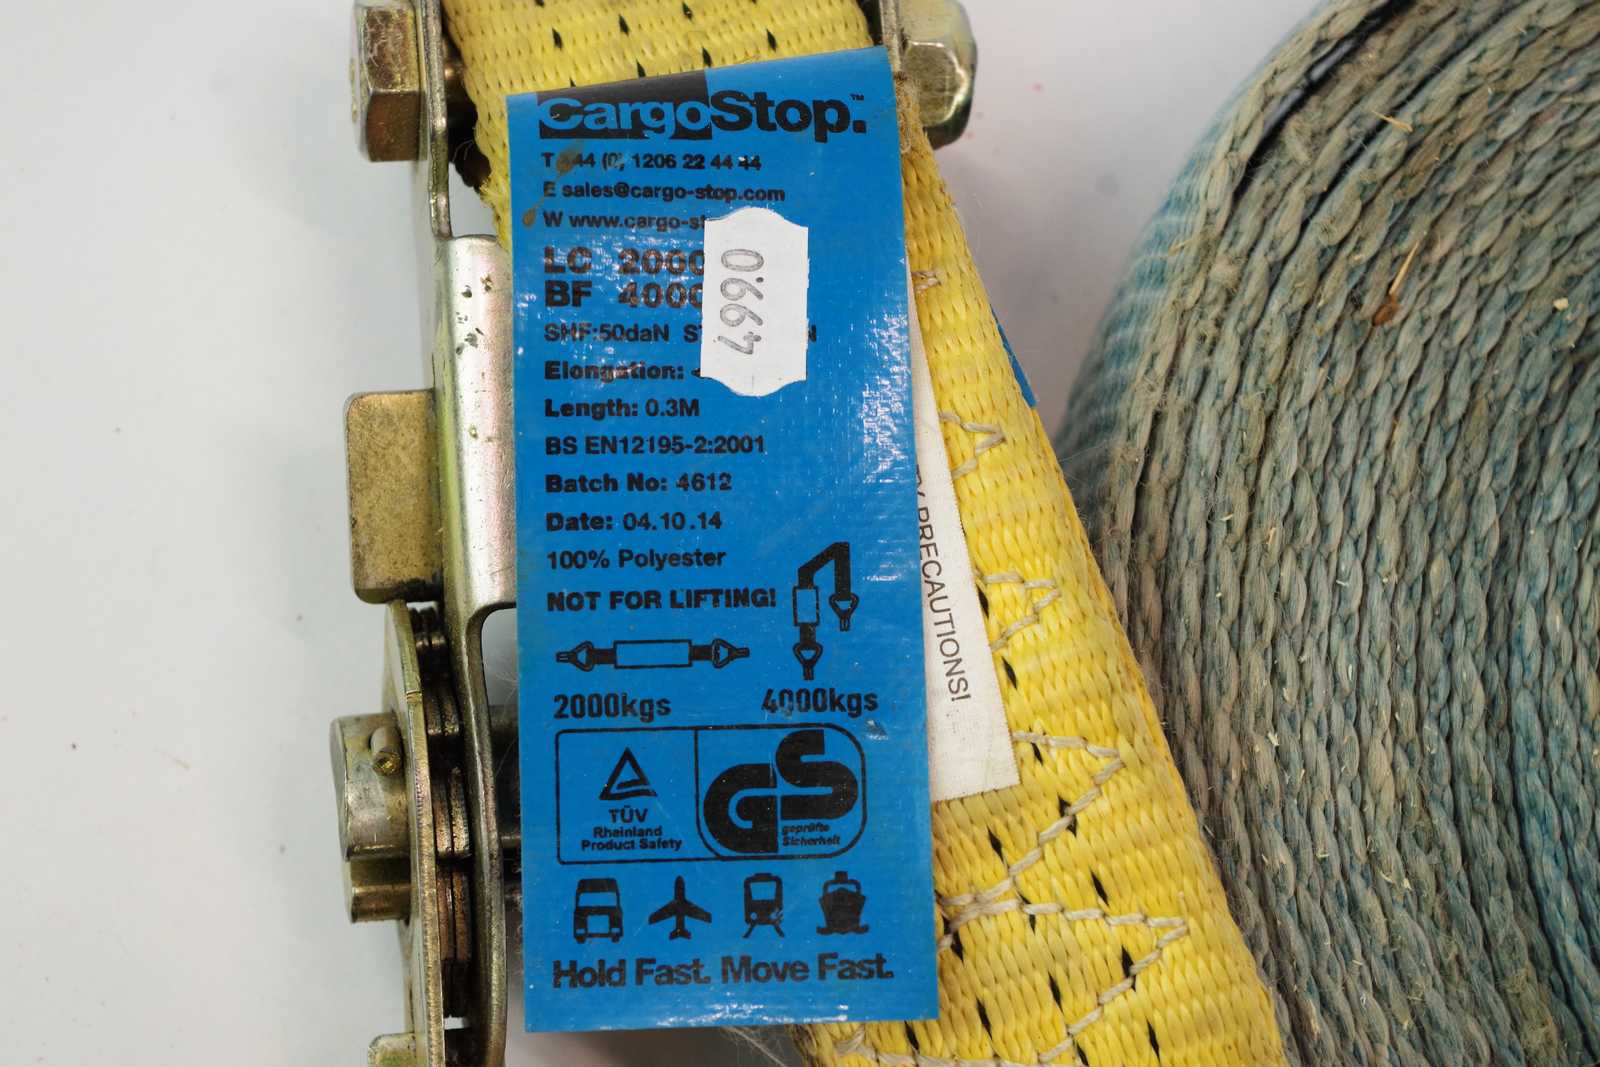 CargoStop.™
T +44 (0) 1206 22 44 44
E sales@cargo-stop.com
W www.cargo-st
LC 2000
BF 4000
SHF:50daN
Elongation: <
Length: 0.3M
BS EN12195-2:2001
Batch No: 4612
Date: 04.10.14
100% Polyester
NOT FOR LIFTING!
2000kgs 4000kgs
TÜV
Rheinland
Product Safety
GS
geprüfte
Sicherheit
Hold Fast. Move Fast.
0664
PRECAUTIONS!